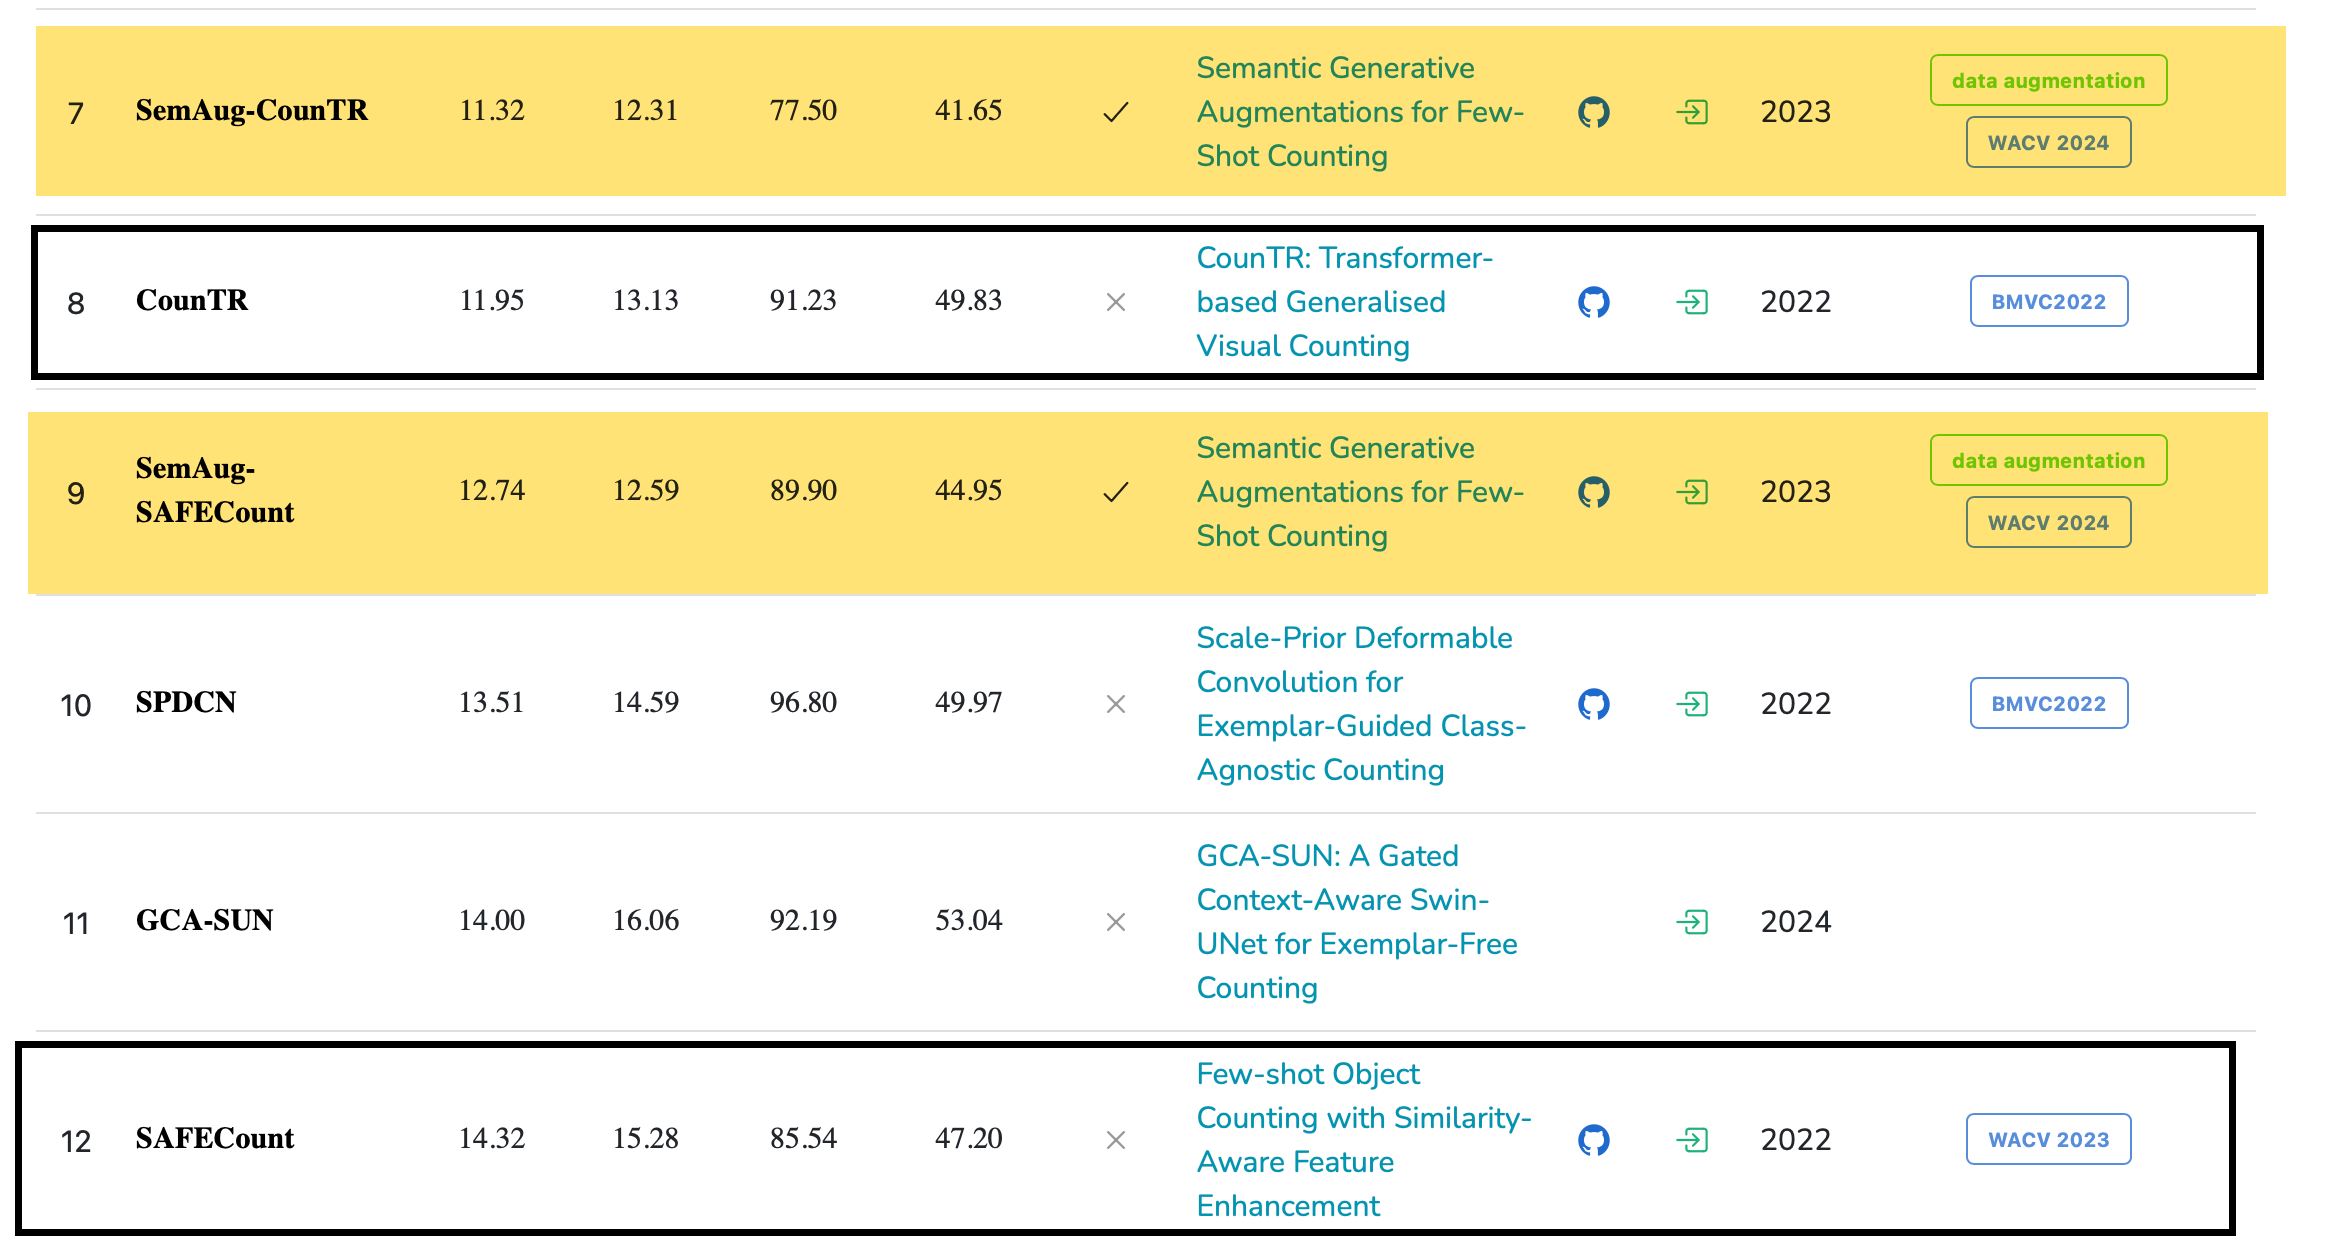 Semantic Generative
data augmentation
7 SemAug-CounTR 11.32 12.31 77.50 41.65 ✓ Augmentations for Few- 2023
WACV 2024
Shot Counting
CounTR: Transformer-
8 CounTR 11.95 13.13 91.23 49.83 × based Generalised 2022 BMVC2022
Visual Counting
Semantic Generative
data augmentation
SemAug-
9 12.74 12.59 89.90 44.95 ✓ Augmentations for Few- 2023
SAFECount
WACV 2024
Shot Counting
Scale-Prior Deformable
Convolution for
10 SPDCN 13.51 14.59 96.80 49.97 × 2022 BMVC2022
Exemplar-Guided Class-
Agnostic Counting
GCA-SUN: A Gated
Context-Aware Swin-
11 GCA-SUN 14.00 16.06 92.19 53.04 × 2024
UNet for Exemplar-Free
Counting
Few-shot Object
Counting with Similarity-
12 SAFECount 14.32 15.28 85.54 47.20 × 2022 WACV 2023
Aware Feature
Enhancement